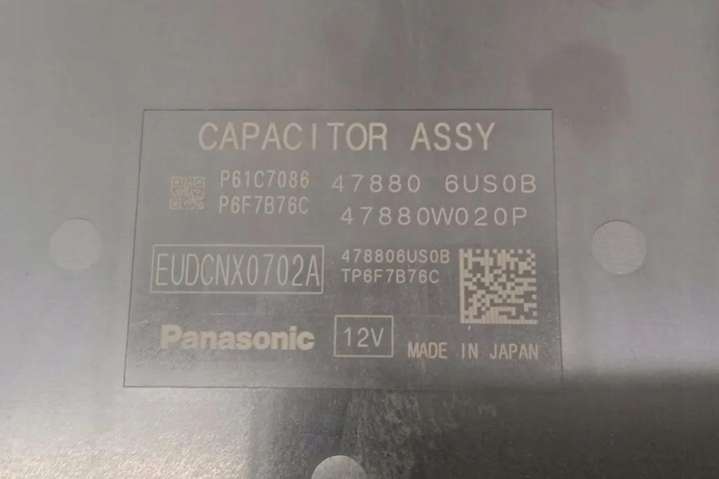 CAPACITOR ASSY
P61C7086 47880 6US0B
P6F7B76C 47880W020P
EUDCNX0702A
478806US0B
TP6F7B76C
Panasonic 12V MADE IN JAPAN